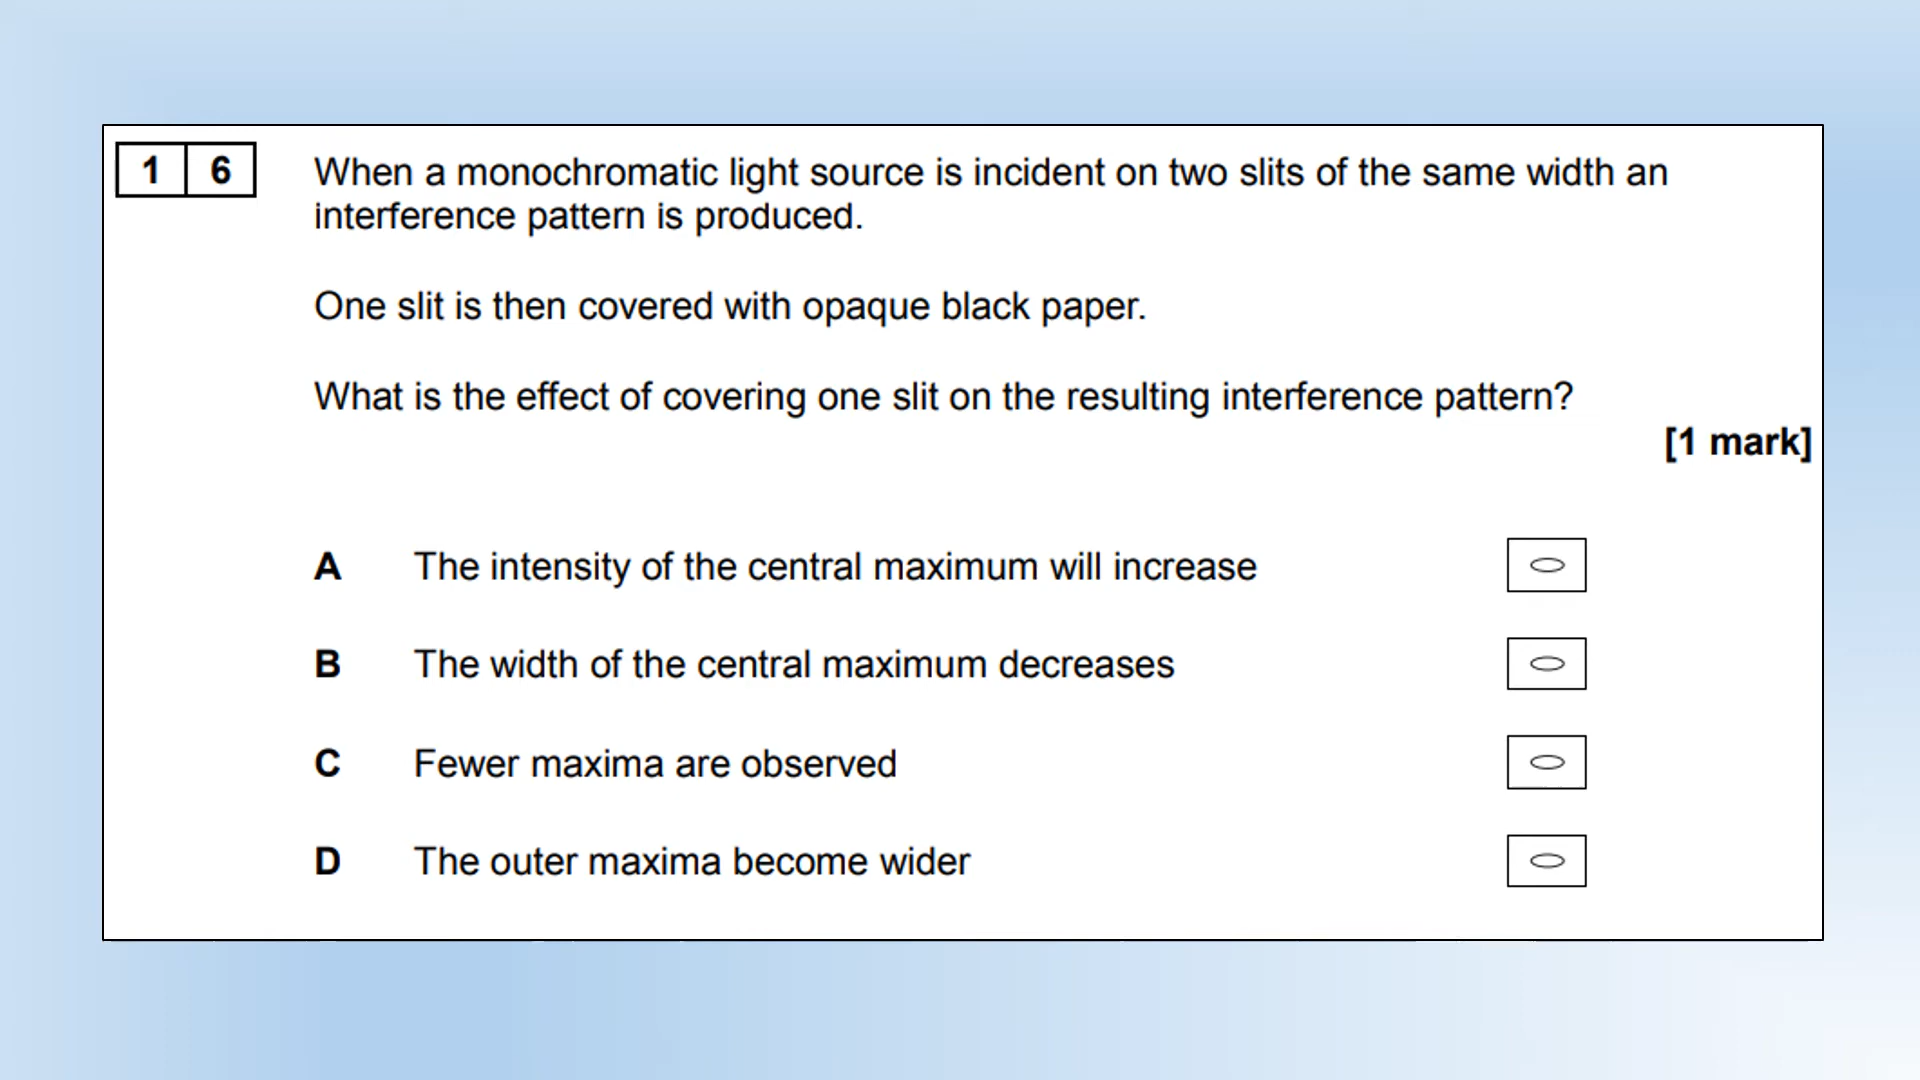 1 6 When a monochromatic light source is incident on two slits of the same width an
interference pattern is produced.
One slit is then covered with opaque black paper.
What is the effect of covering one slit on the resulting interference pattern?
[1 mark]
A The intensity of the central maximum will increase
B The width of the central maximum decreases
C Fewer maxima are observed
D The outer maxima become wider